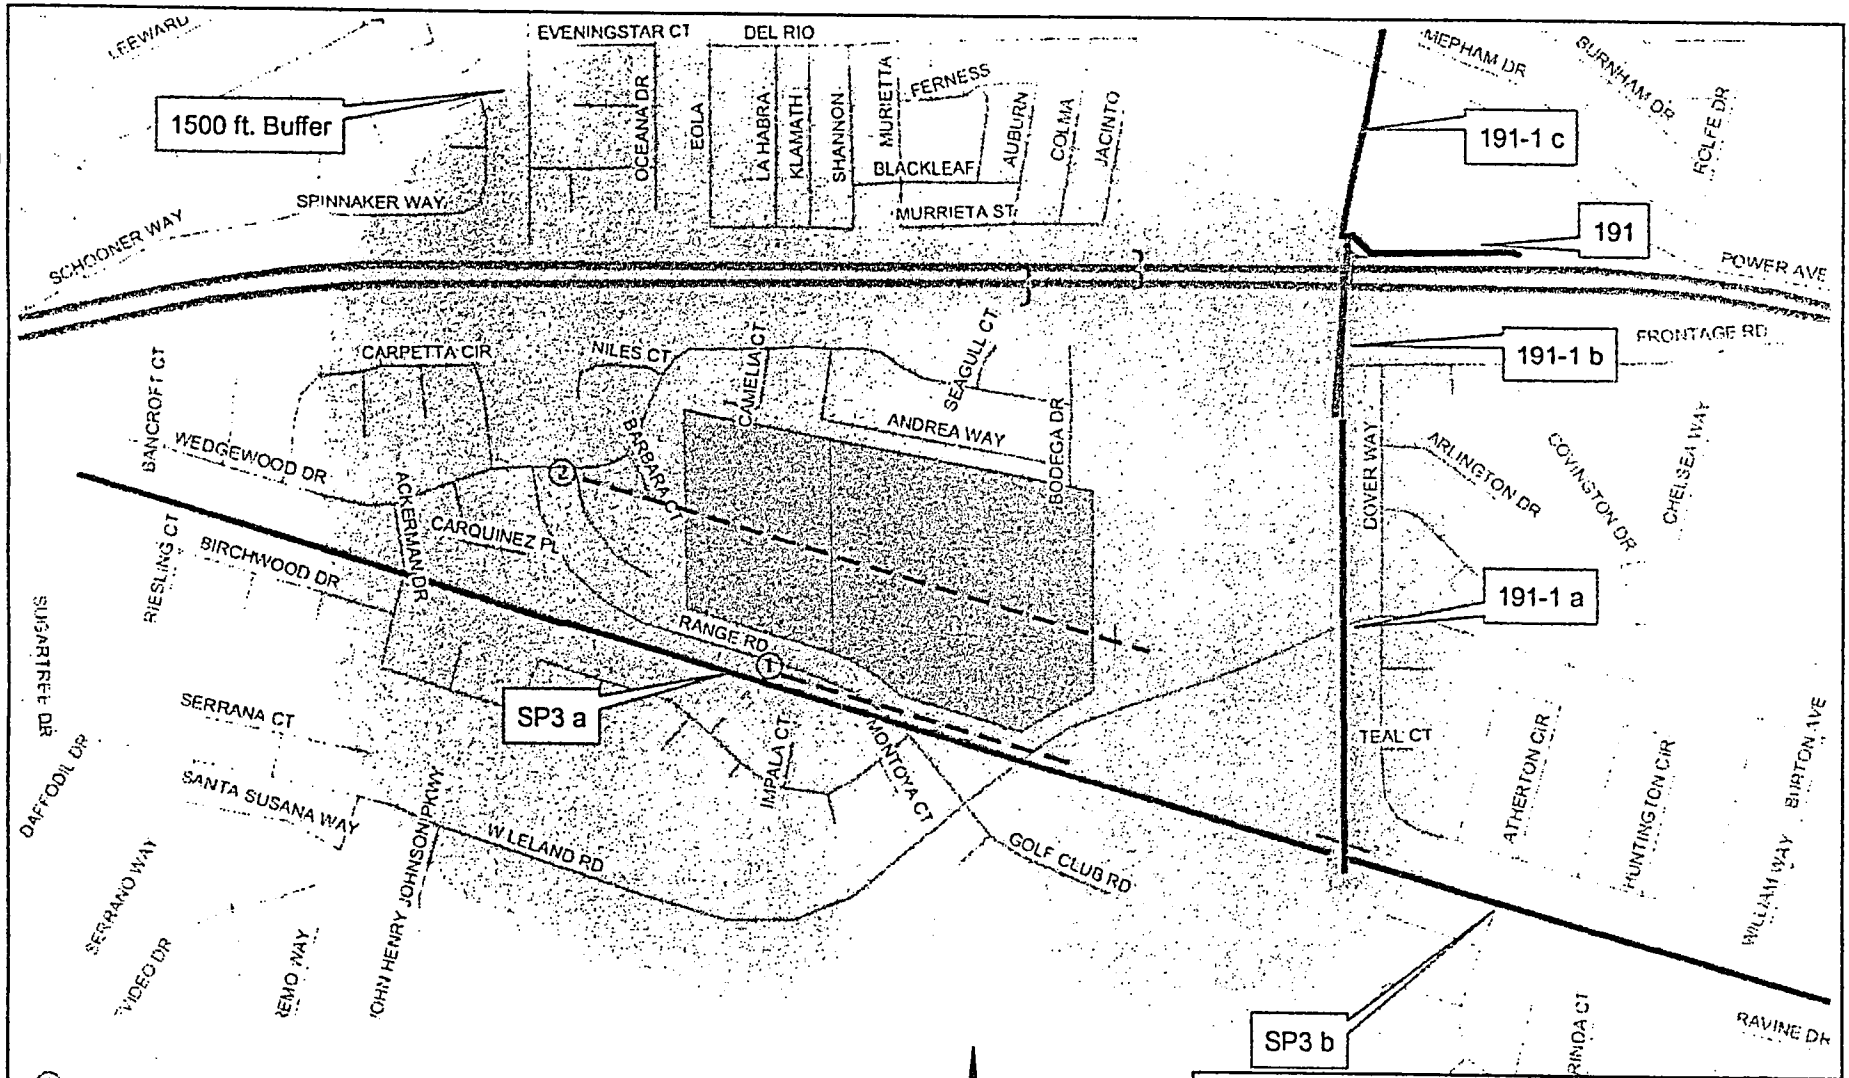 LEEWARD
EVENINGSTAR CT
DEL RIO
MEPHAM DR
BURNHAM DR
ROLFE DR
1500 ft. Buffer
OCEANA DR
EOLA
LA HABRA
KLAMATH
SHANNON
MURIETTA
FERNESS
AUBURN
COLMA
JACINTO
191-1 c
BLACKLEAF
SPINNAKER WAY
MURRIETA ST
191
SCHOONER WAY
POWER AVE
FRONTAGE RD
191-1 b
BANCROFT CT
CARPETTA CIR
NILES CT
CAMELIA CT
SEAGULL CT
ANDREA WAY
BODEGA DR
BARBARA CT
WEDGEWOOD DR
ACKERMAN DR
2
DOVER WAY
ARLINGTON DR
COVINGTON DR
CHELSEA WAY
CARQUINEZ PL
RIESLING CT
BIRCHWOOD DR
191-1 a
SUGARTREE DR
RANGE RD
1
SP3 a
SERRANA CT
IMPALA CT
MONTOYA CT
TEAL CT
ATHERTON CIR
HUNTINGTON CIR
BURTON AVE
DAFFODIL DR
SANTA SUSANA WAY
JOHN HENRY JOHNSON PKWY
W LELAND RD
GOLF CLUB RD
WILLIAM WAY
SERRANO WAY
VIDEO DR
REMO WAY
SP3 b
RINDA CT
RAVINE DR